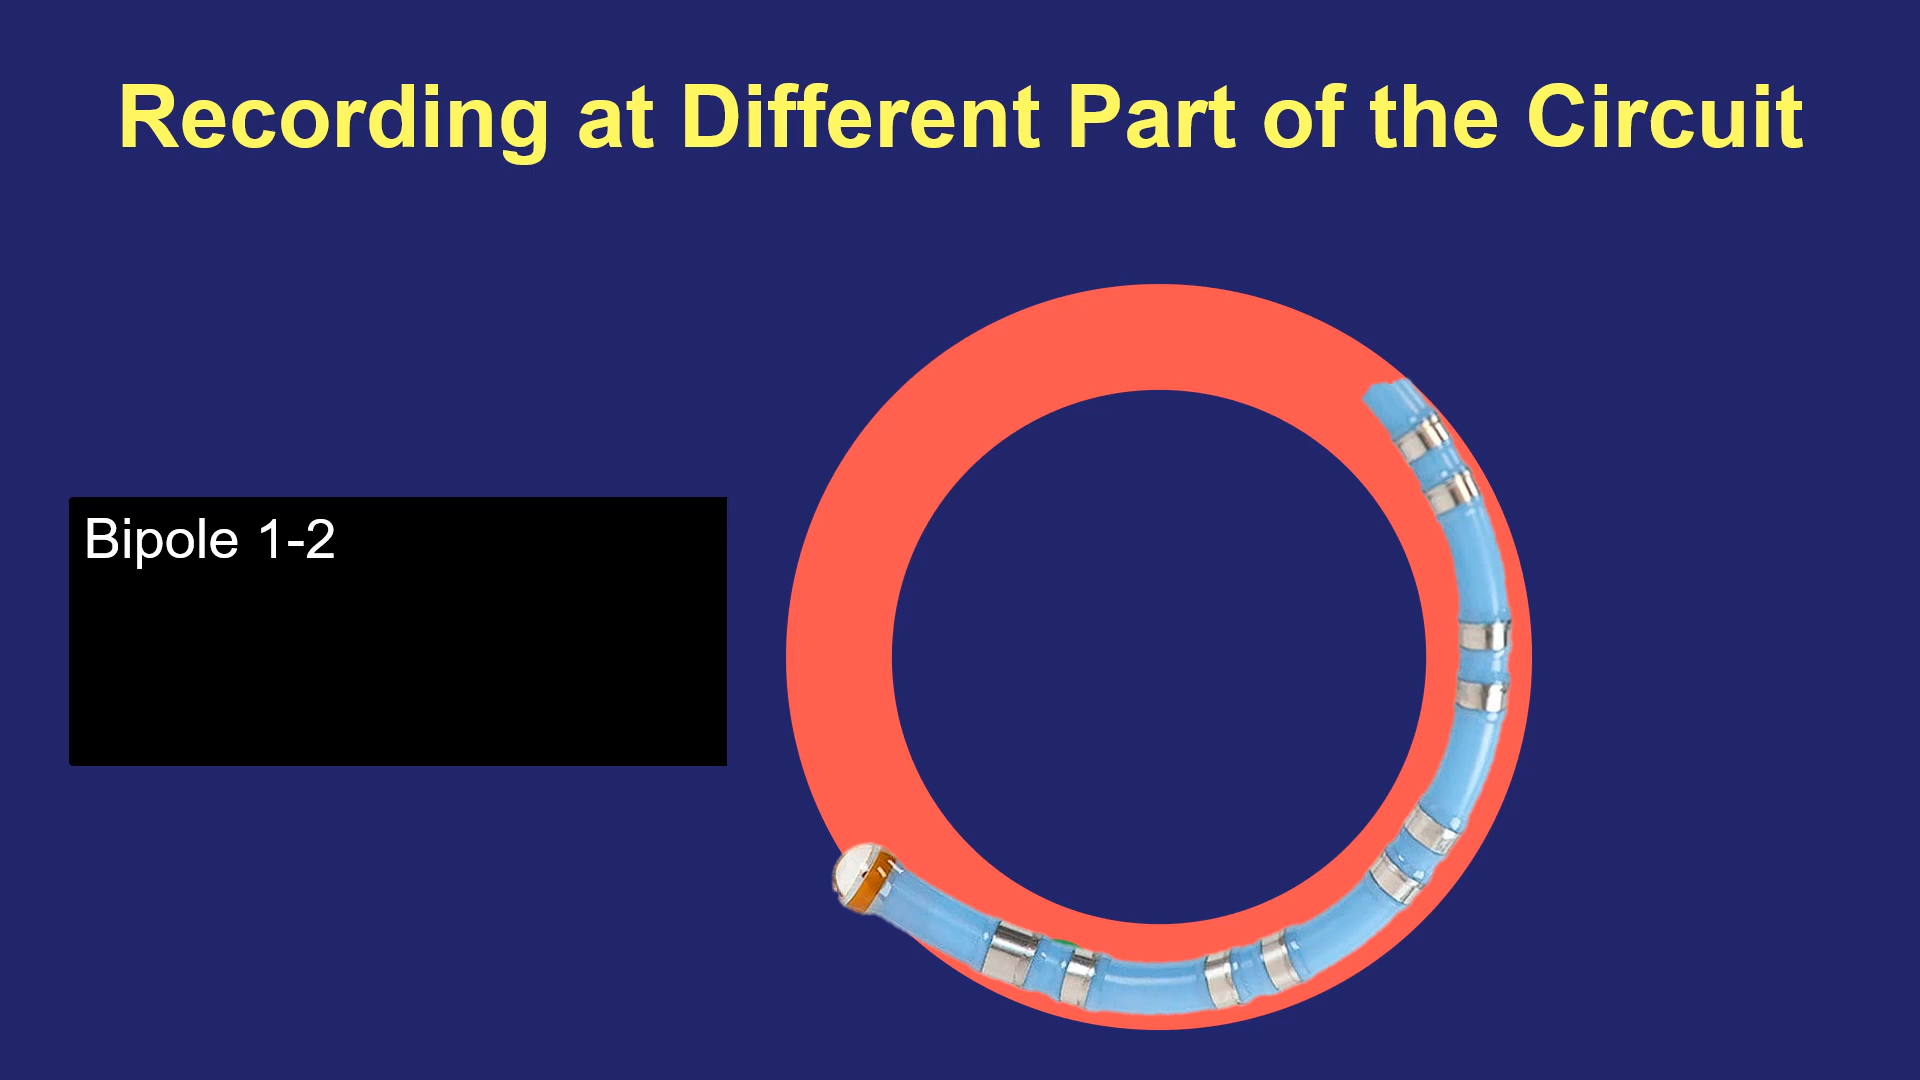 Recording at Different Part of the Circuit
Bipole 1-2